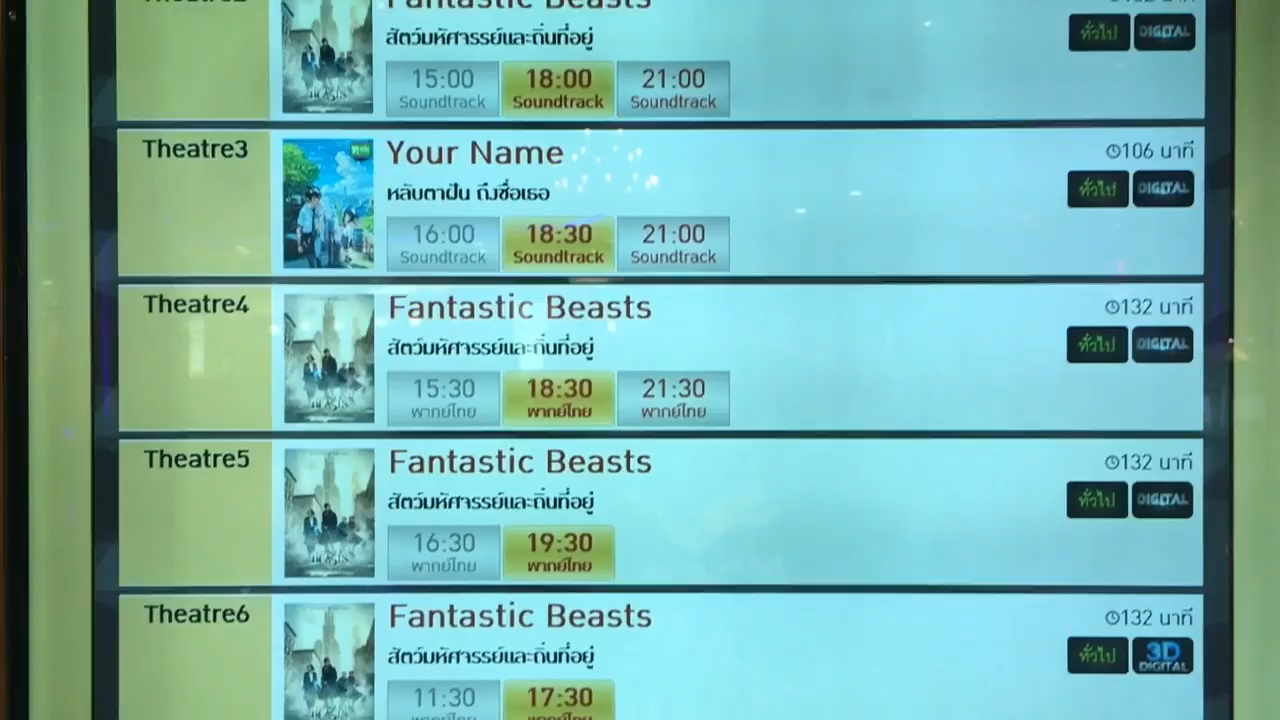 Theatre2
Fantastic Beasts
132 นาที
สัตว์มหัศจรรย์และถิ่นที่อยู่
ทั่วไป DIGITAL
15:00 18:00 21:00
Soundtrack Soundtrack Soundtrack
Theatre3
Your Name
106 นาที
หลับตาฝัน ถึงชื่อเธอ
ทั่วไป DIGITAL
16:00 18:30 21:00
Soundtrack Soundtrack Soundtrack
Theatre4
Fantastic Beasts
132 นาที
สัตว์มหัศจรรย์และถิ่นที่อยู่
ทั่วไป DIGITAL
15:30 18:30 21:30
พากย์ไทย พากย์ไทย พากย์ไทย
Theatre5
Fantastic Beasts
132 นาที
สัตว์มหัศจรรย์และถิ่นที่อยู่
ทั่วไป DIGITAL
16:30 19:30
พากย์ไทย พากย์ไทย
Theatre6
Fantastic Beasts
132 นาที
สัตว์มหัศจรรย์และถิ่นที่อยู่
ทั่วไป 3D DIGITAL
11:30 17:30